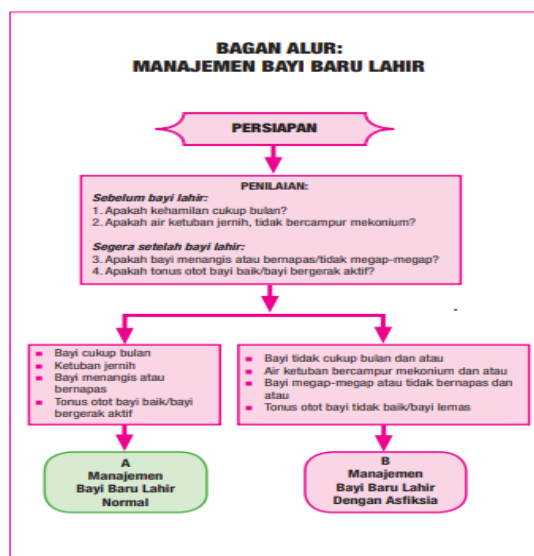 BAGAN ALUR:
MANAJEMEN BAYI BARU LAHIR
PERSIAPAN
PENILAIAN:
Sebelum bayi lahir:
1. Apakah kehamilan cukup bulan?
2. Apakah air ketuban jernih, tidak bercampur mekonium?
Segera setelah bayi lahir:
3. Apakah bayi menangis atau bernapas/tidak megap-megap?
4. Apakah tonus otot bayi baik/bayi bergerak aktif?
Bayi cukup bulan
Ketuban jernih
Bayi menangis atau
bernapas
Tonus otot bayi baik/bayi
bergerak aktif
Bayi tidak cukup bulan dan atau
Air ketuban bercampur mekonium dan atau
Bayi megap-megap atau tidak bernapas dan
atau
Tonus otot bayi tidak baik/bayi lemas
A
Manajemen
Bayi Baru Lahir
Normal
B
Manajemen
Bayi Baru Lahir
Dengan Asfiksia